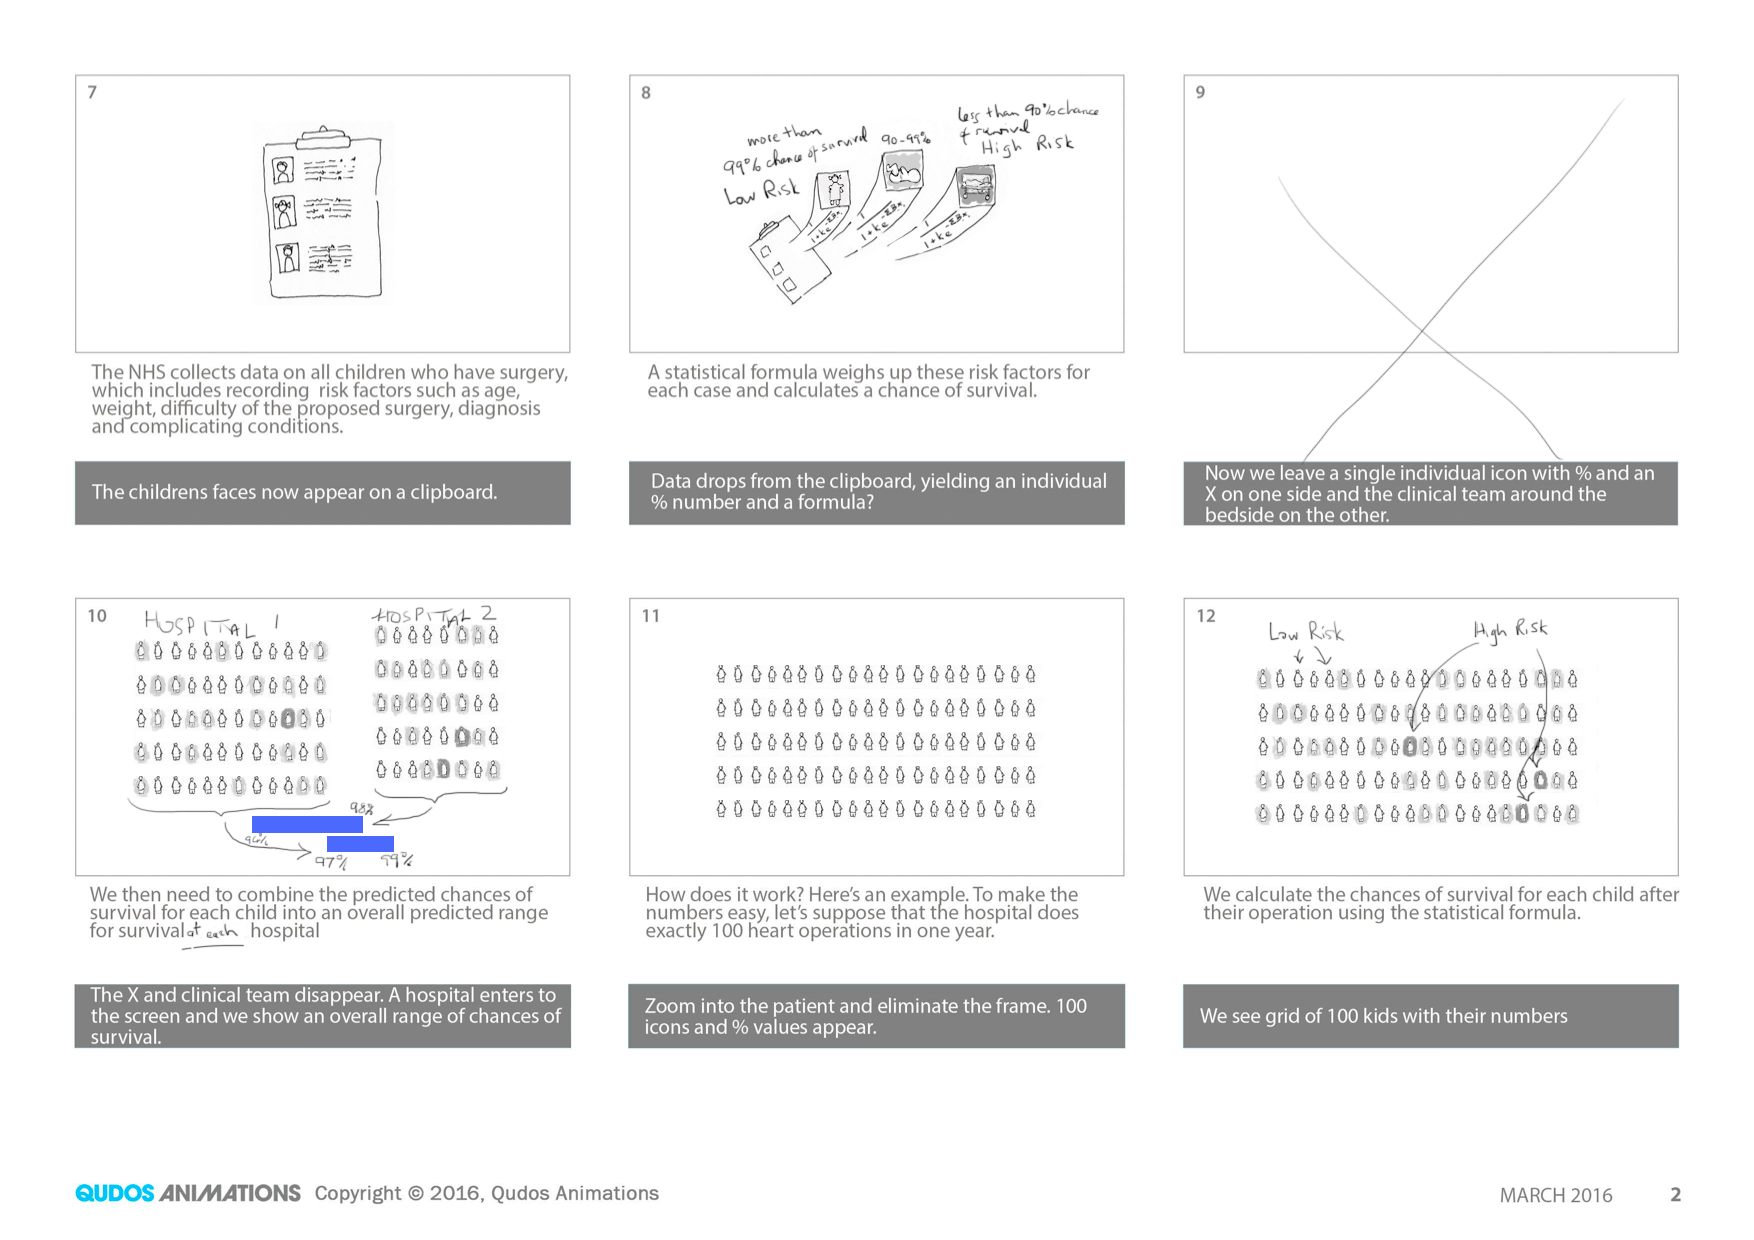 7
The NHS collects data on all children who have surgery,
which includes recording  risk factors such as age,
weight, difficulty of the proposed surgery, diagnosis
and complicating conditions.
The childrens faces now appear on a clipboard.
8
more than
99% chance of survival
Low Risk
90-99%
less than 90% chance
of survival
High Risk
A statistical formula weighs up these risk factors for
each case and calculates a chance of survival.
Data drops from the clipboard, yielding an individual
% number and a formula?
9
Now we leave a single individual icon with % and an
X on one side and the clinical team around the
bedside on the other.
10
HOSPITAL 1
HOSPITAL 2
98%
94%
97%
99%
We then need to combine the predicted chances of
survival for each child into an overall predicted range
for survival at each hospital
The X and clinical team disappear. A hospital enters to
the screen and we show an overall range of chances of
survival.
11
How does it work? Here's an example. To make the
numbers easy, let's suppose that the hospital does
exactly 100 heart operations in one year.
Zoom into the patient and eliminate the frame. 100
icons and % values appear.
12
Low Risk
High Risk
We calculate the chances of survival for each child after
their operation using the statistical formula.
We see grid of 100 kids with their numbers
QUDOS ANIMATIONS Copyright © 2016, Qudos Animations
MARCH 2016 2